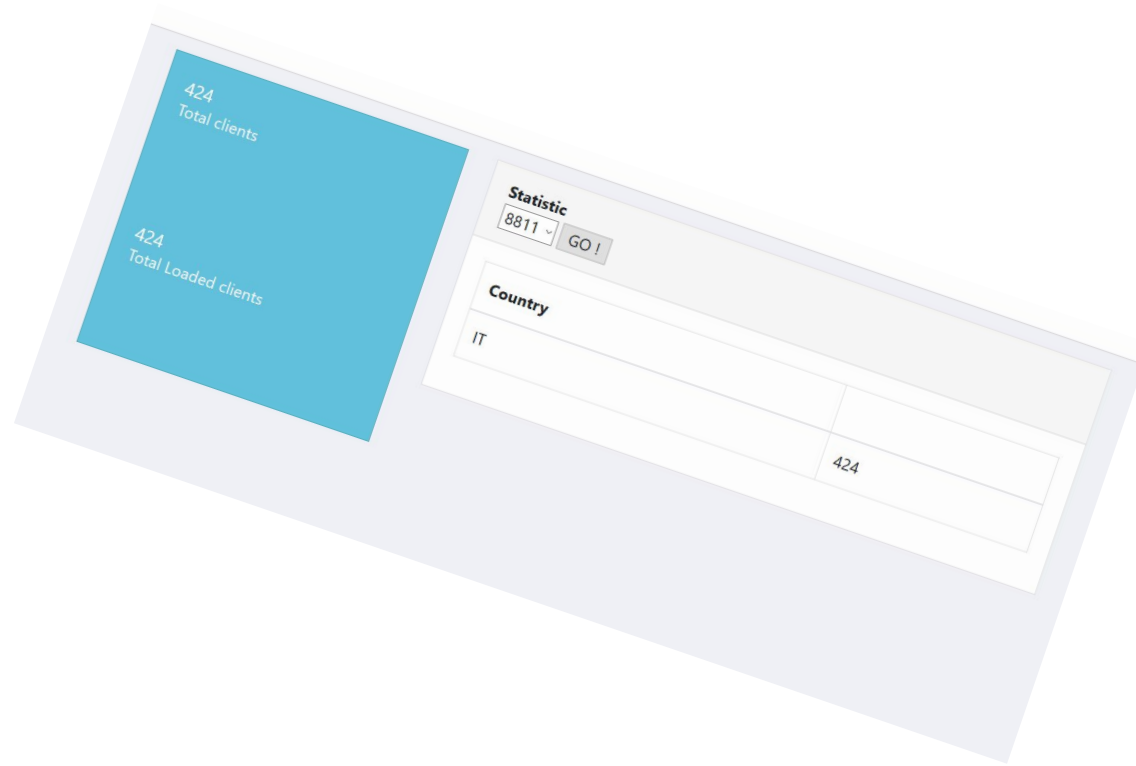 424
Total clients
424
Total Loaded clients
Statistic
8811 GO !
Country
IT 424